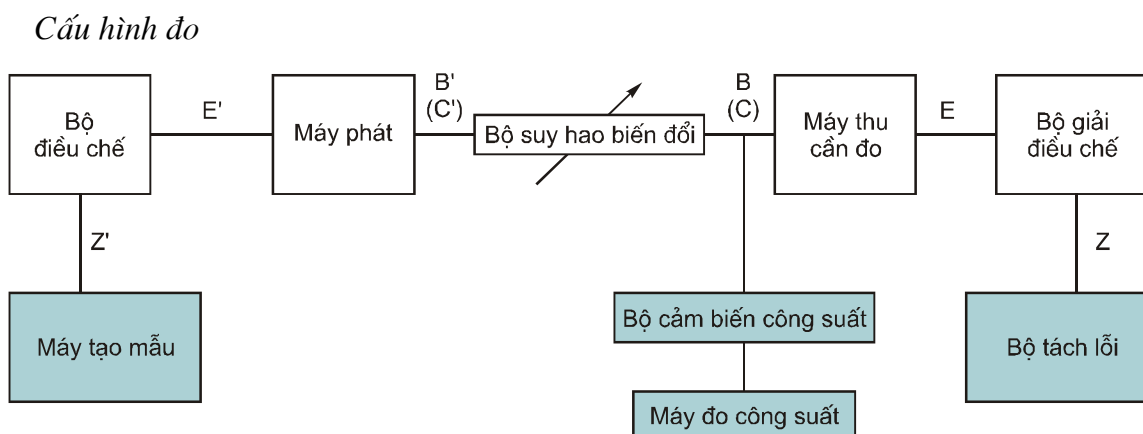 Cấu hình đo
Bộ
điều chế
E'
Máy phát
B'
(C')
Bộ suy hao biến đổi
B
(C)
Máy thu
cần đo
E
Bộ giải
điều chế
Z'
Z
Máy tạo mẫu
Bộ cảm biến công suất
Bộ tách lỗi
Máy đo công suất